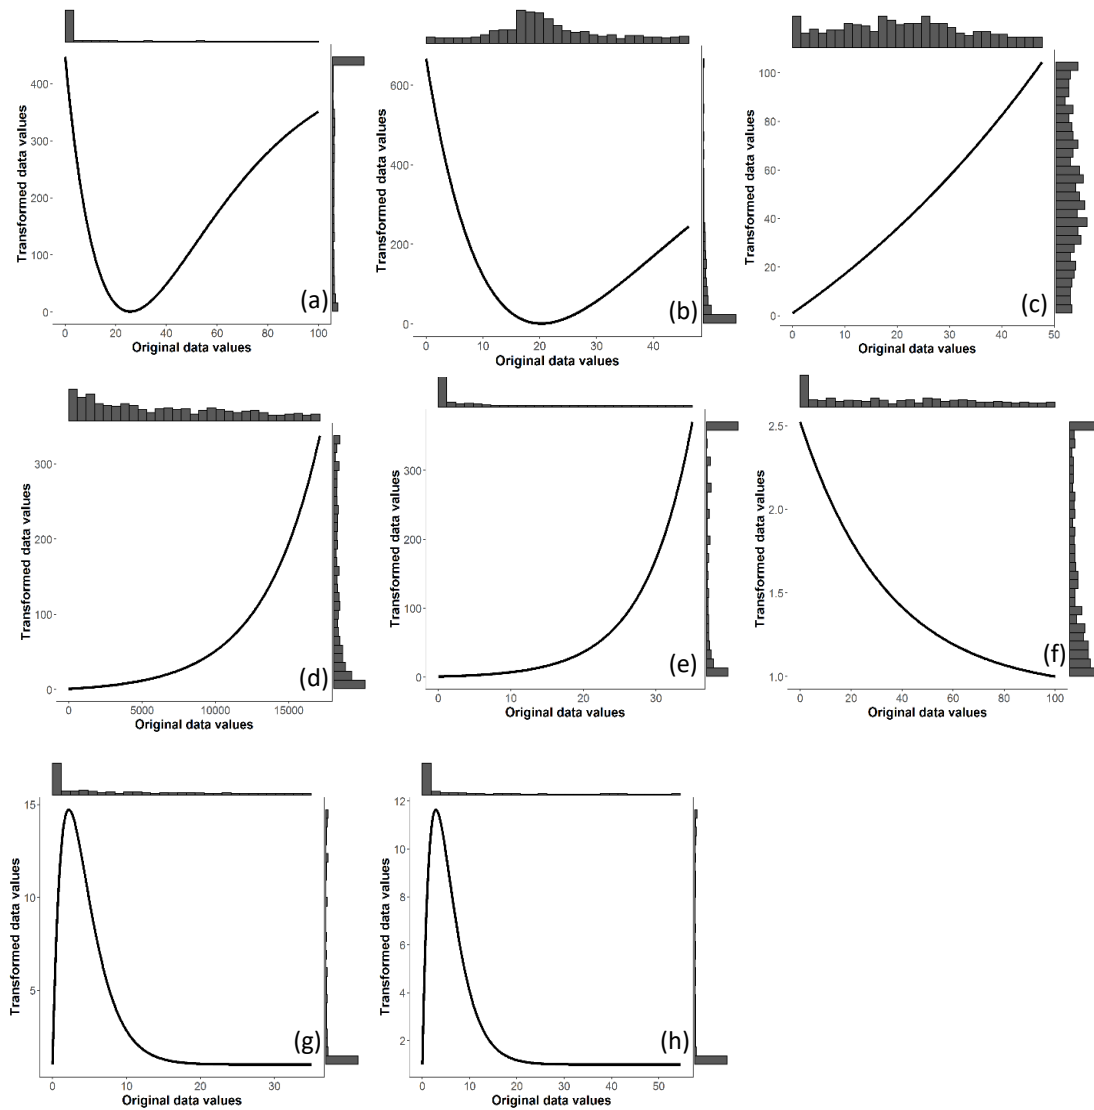 400
300
200
100
0
Transformed data values
0 20 40 60 80 100
Original data values
(a)
600
400
200
0
Transformed data values
0 10 20 30 40
Original data values
(b)
100
80
60
40
20
0
Transformed data values
0 10 20 30 40 50
Original data values
(c)
300
200
100
0
Transformed data values
0 5000 10000 15000
Original data values
(d)
300
200
100
0
Transformed data values
0 10 20 30
Original data values
(e)
2.5
2.0
1.5
1.0
Transformed data values
0 20 40 60 80 100
Original data values
(f)
15
10
5
Transformed data values
0 10 20 30
Original data values
(g)
12
10
8
6
4
2
Transformed data values
0 10 20 30 40 50
Original data values
(h)